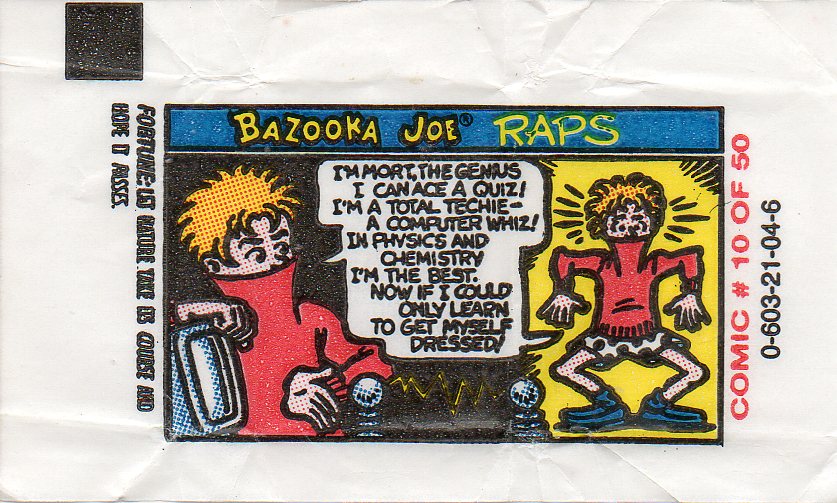 BAZOOKA JOE® RAPS
I'M MORT, THE GENIUS
I CAN ACE A QUIZ!
I'M A TOTAL TECHIE-
A COMPUTER WHIZ!
IN PHYSICS AND
CHEMISTRY
I'M THE BEST.
NOW IF I COULD
ONLY LEARN
TO GET MYSELF
DRESSED!
FORTUNE: LET NATURE TAKE ITS COURSE AND
HOPE IT PASSES.
COMIC # 10 OF 50
0-603-21-04-6